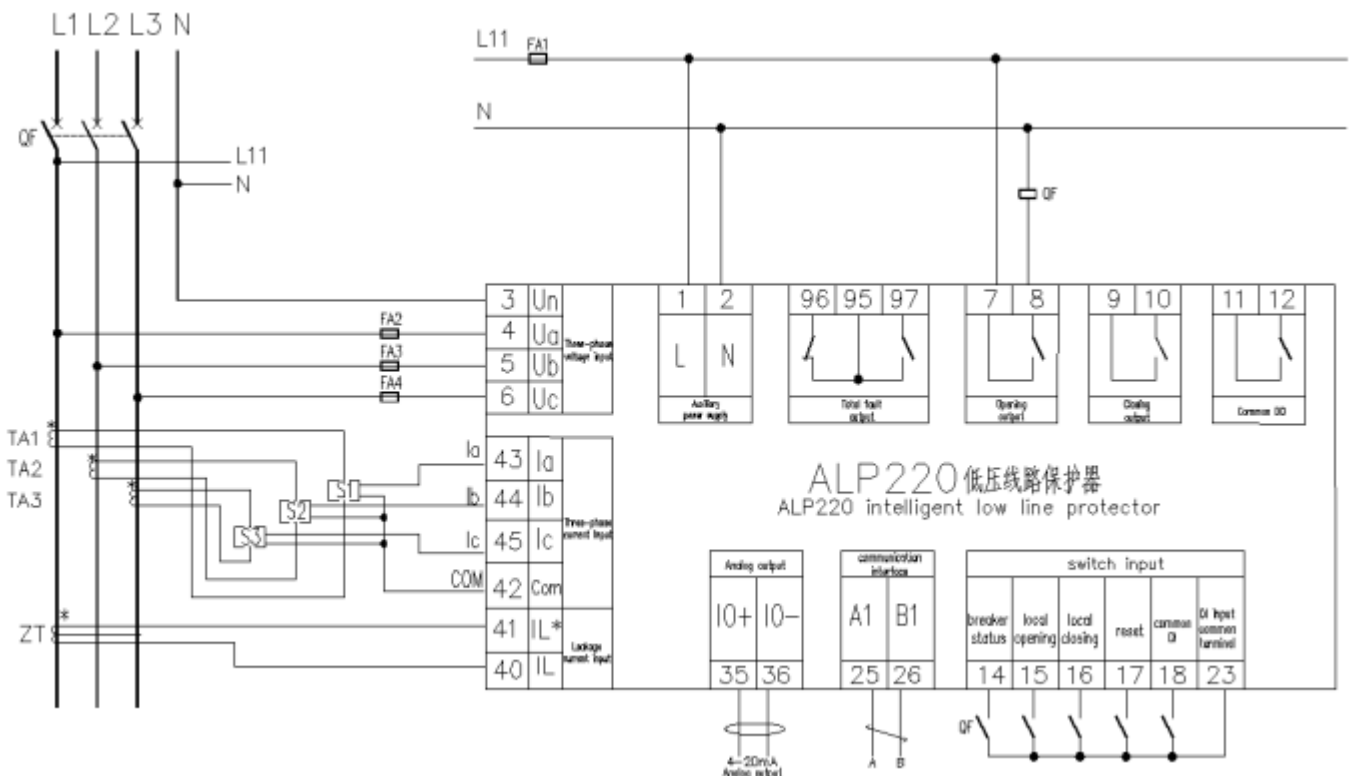 L1 L2 L3 N
L11 FA1
N
QF
L11
N
QF
3 Un
4 Ua
5 Ub
6 Uc
Three-phase
voltage input
FA2
FA3
FA4
1 2
L N
Auxiliary
power supply
96 95 97
Total fault
output
7 8
Opening
output
9 10
Closing
output
11 12
Common DO
TA1
TA2
TA3
*
*
*
S1
S2
S3
Ia
Ib
Ic
COM
43 Ia
44 Ib
45 Ic
42 Com
Three-phase
current input
ZT
*
41 IL*
40 IL
Leakage
current input
ALP220低压线路保护器
ALP220 intelligent low line protector
Analog output
IO+ IO-
35 36
4-20mA
Analog output
communication
interface
A1 B1
25 26
A B
switch input
breaker
status
local
opening
local
closing
reset
common
DI
DI input
common
terminal
14 15 16 17 18 23
QF